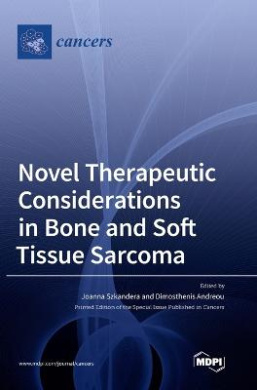 cancers
Novel Therapeutic
Considerations
in Bone and Soft
Tissue Sarcoma
Edited by
Joanna Szkandera and Dimosthenis Andreou
Printed Edition of the Special Issue Published in Cancers
www.mdpi.com/journal/cancers
MDPI